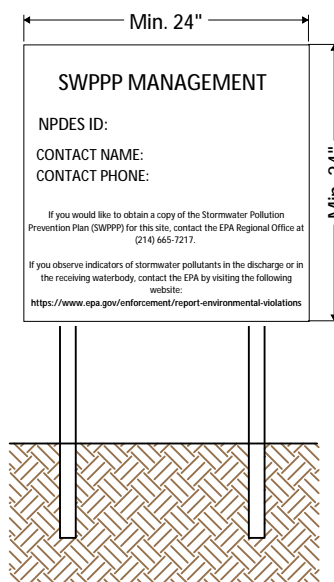 Min. 24"
SWPPP MANAGEMENT
NPDES ID:
CONTACT NAME:
CONTACT PHONE:
If you would like to obtain a copy of the Stormwater Pollution
Prevention Plan (SWPPP) for this site, contact the EPA Regional Office at
(214) 665-7217.
If you observe indicators of stormwater pollutants in the discharge or in
the receiving waterbody, contact the EPA by visiting the following
website:
https://www.epa.gov/enforcement/report-environmental-violations
Min. 24"